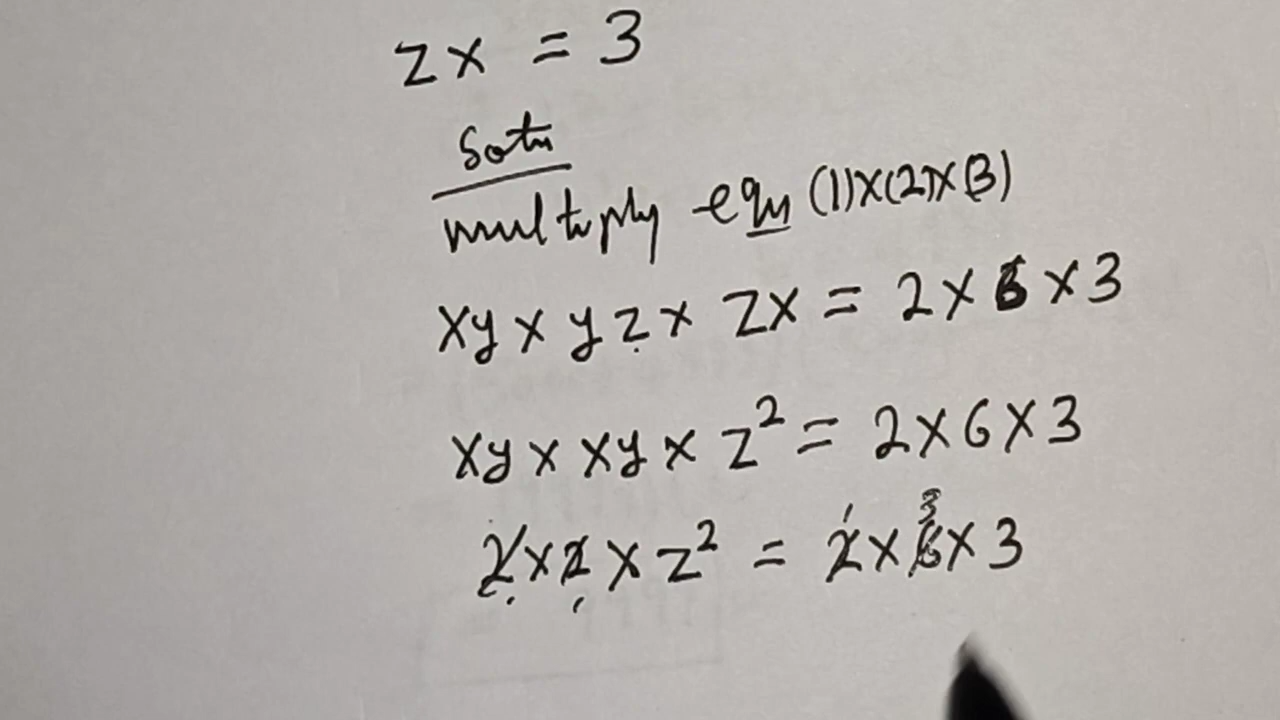 zx = 3
Soln
multiply eqn (1)x(2)x(3)
xy x yz x zx = 2 x 6 x 3
xy x xy x z² = 2 x 6 x 3
2 x 2 x z² = 2 x 6 x 3